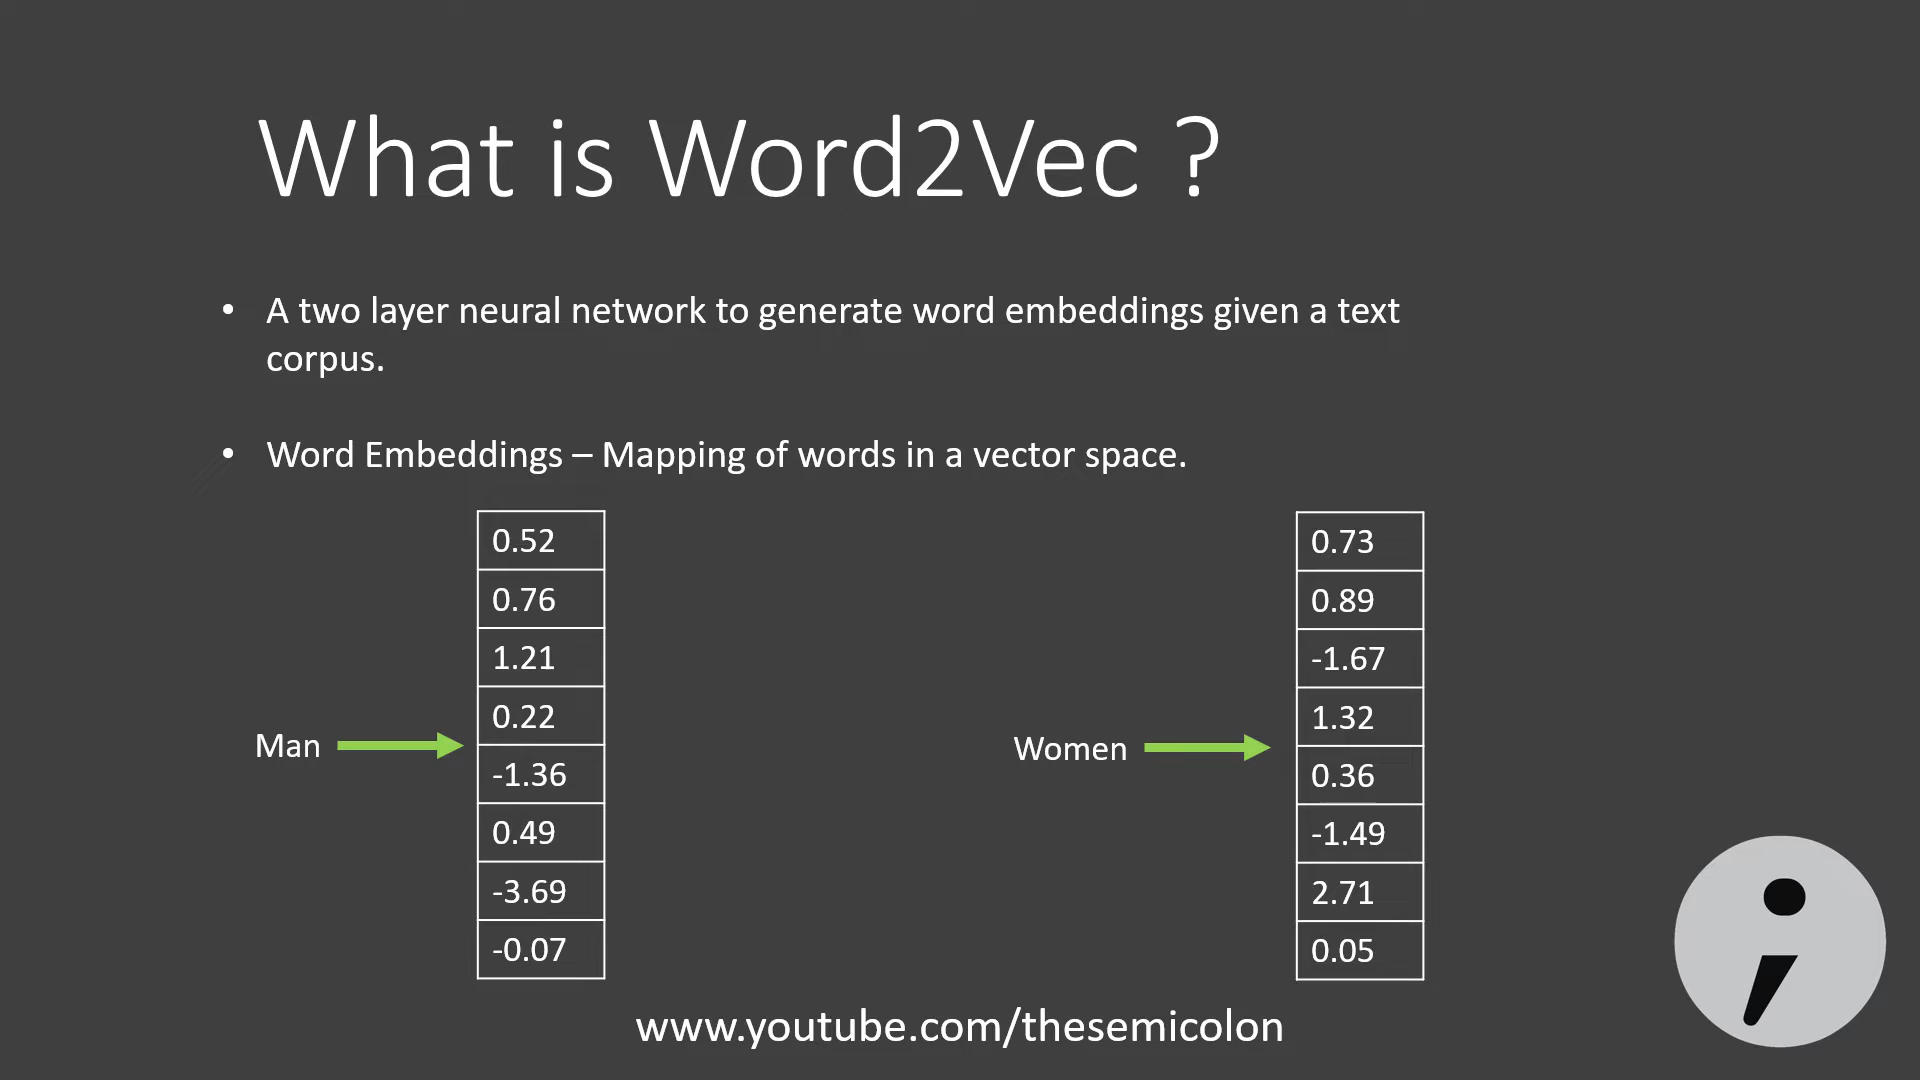 What is Word2Vec ?
• A two layer neural network to generate word embeddings given a text
corpus.
• Word Embeddings – Mapping of words in a vector space.
Man
0.52
0.76
1.21
0.22
-1.36
0.49
-3.69
-0.07
Women
0.73
0.89
-1.67
1.32
0.36
-1.49
2.71
0.05
www.youtube.com/thesemicolon
;